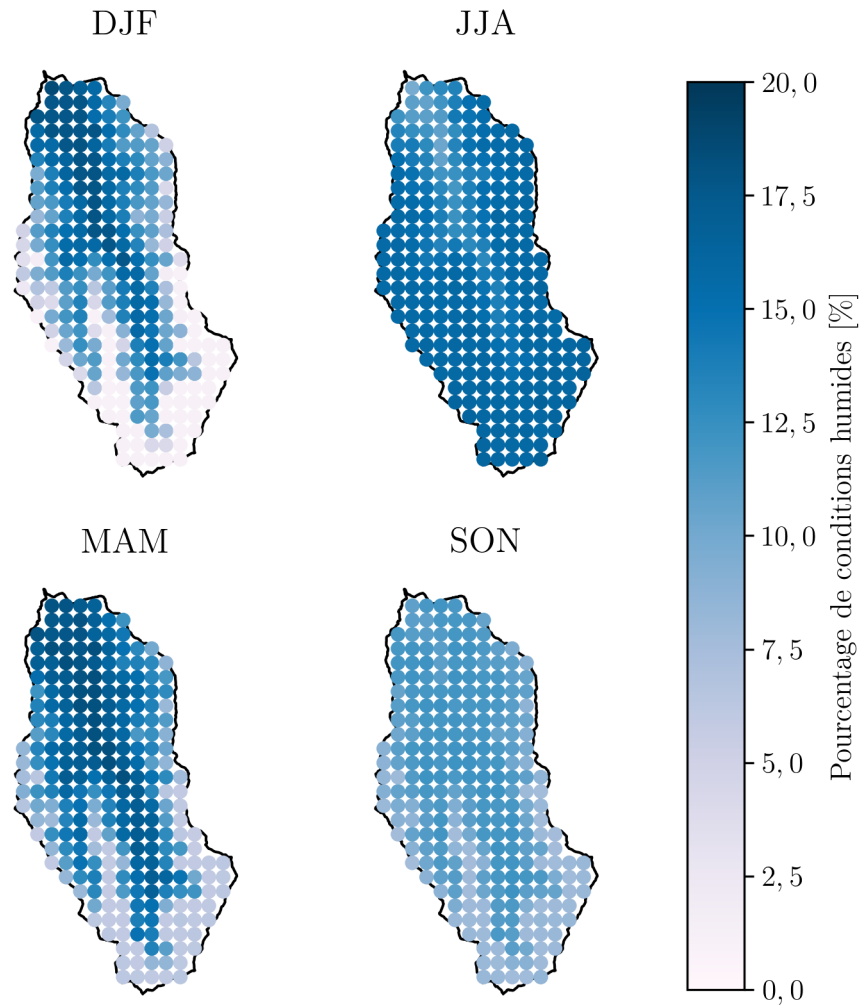 DJF
JJA
MAM
SON
20,0
17,5
15,0
12,5
10,0
7,5
5,0
2,5
0,0
Pourcentage de conditions humides [%]